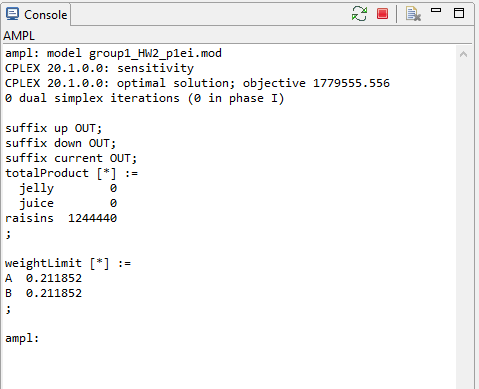 Console
AMPL
ampl: model group1_HW2_p1ei.mod
CPLEX 20.1.0.0: sensitivity
CPLEX 20.1.0.0: optimal solution; objective 1779555.556
0 dual simplex iterations (0 in phase I)
suffix up OUT;
suffix down OUT;
suffix current OUT;
totalProduct [*] :=
jelly 0
juice 0
raisins 1244440
;
weightLimit [*] :=
A 0.211852
B 0.211852
;
ampl: